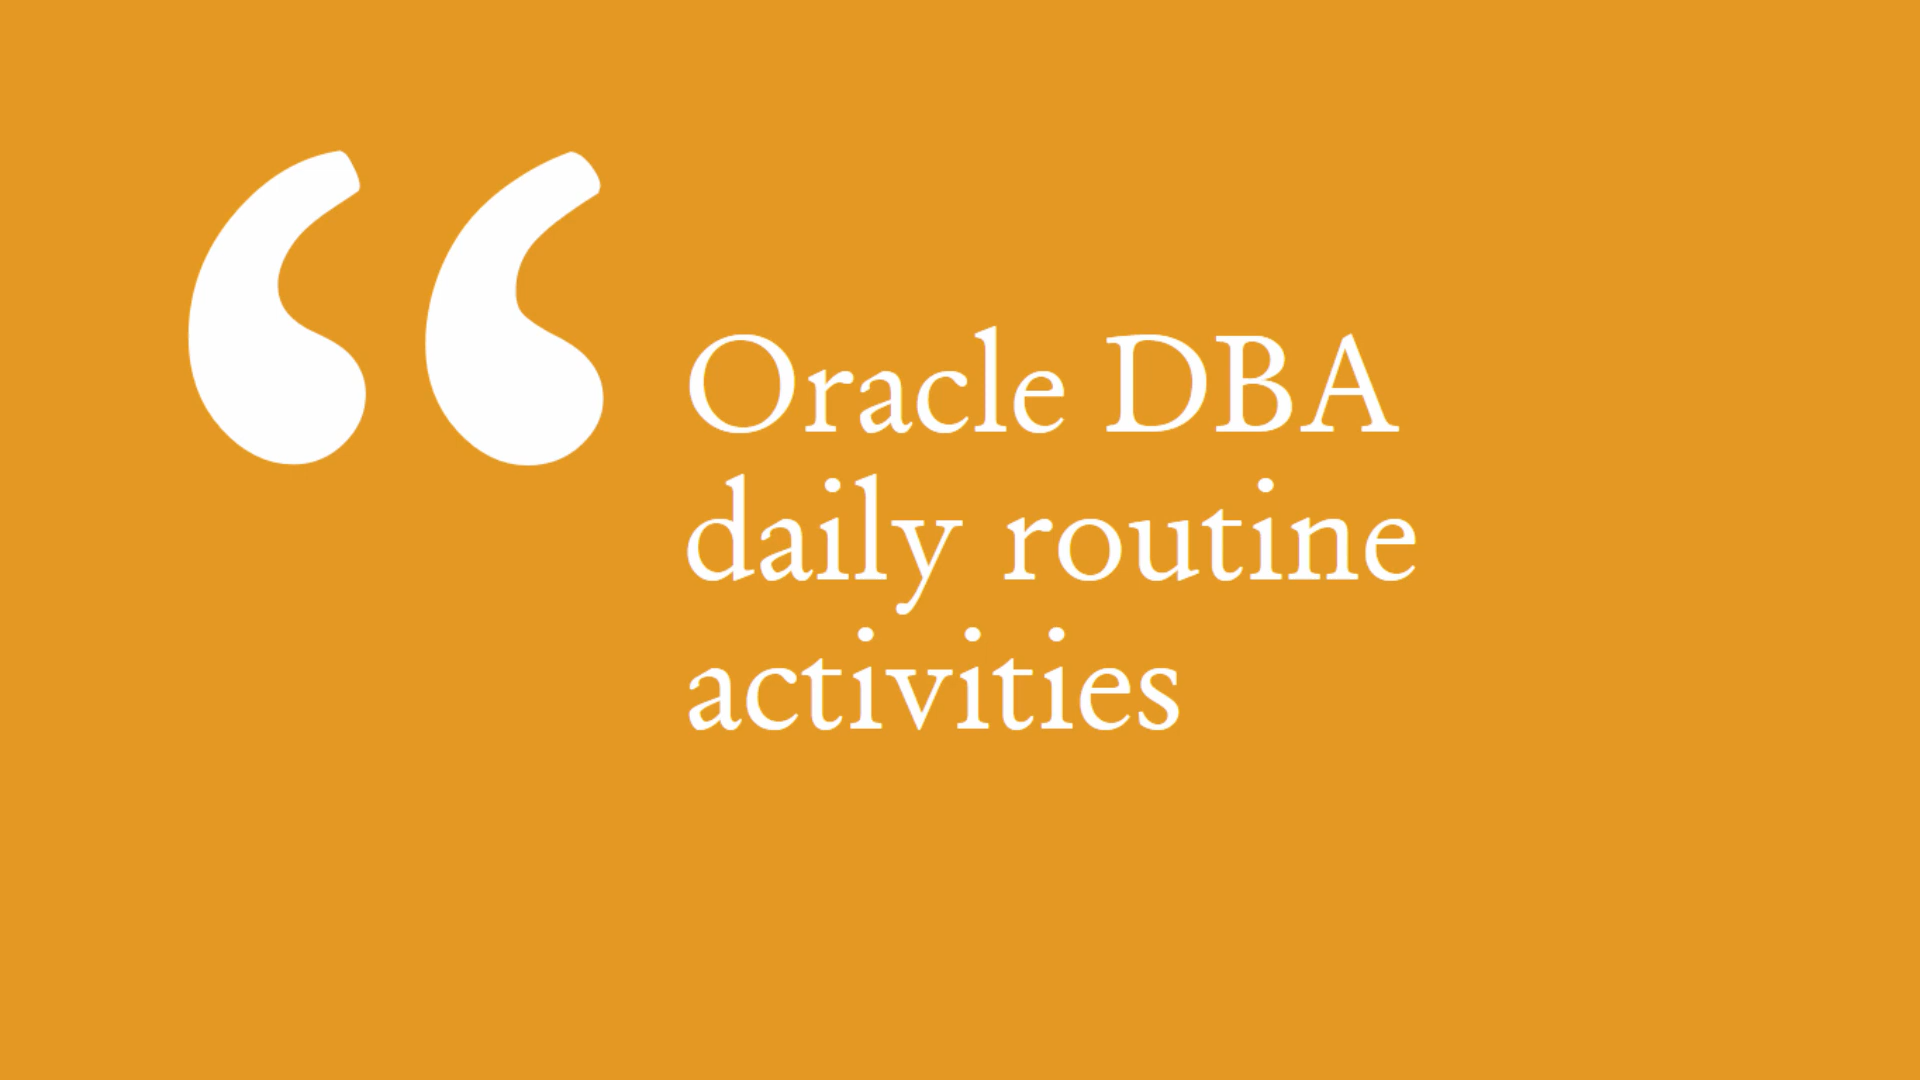 “
Oracle DBA
daily routine
activities